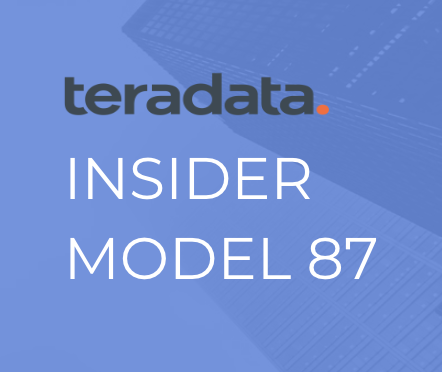 teradata.
INSIDER
MODEL 87